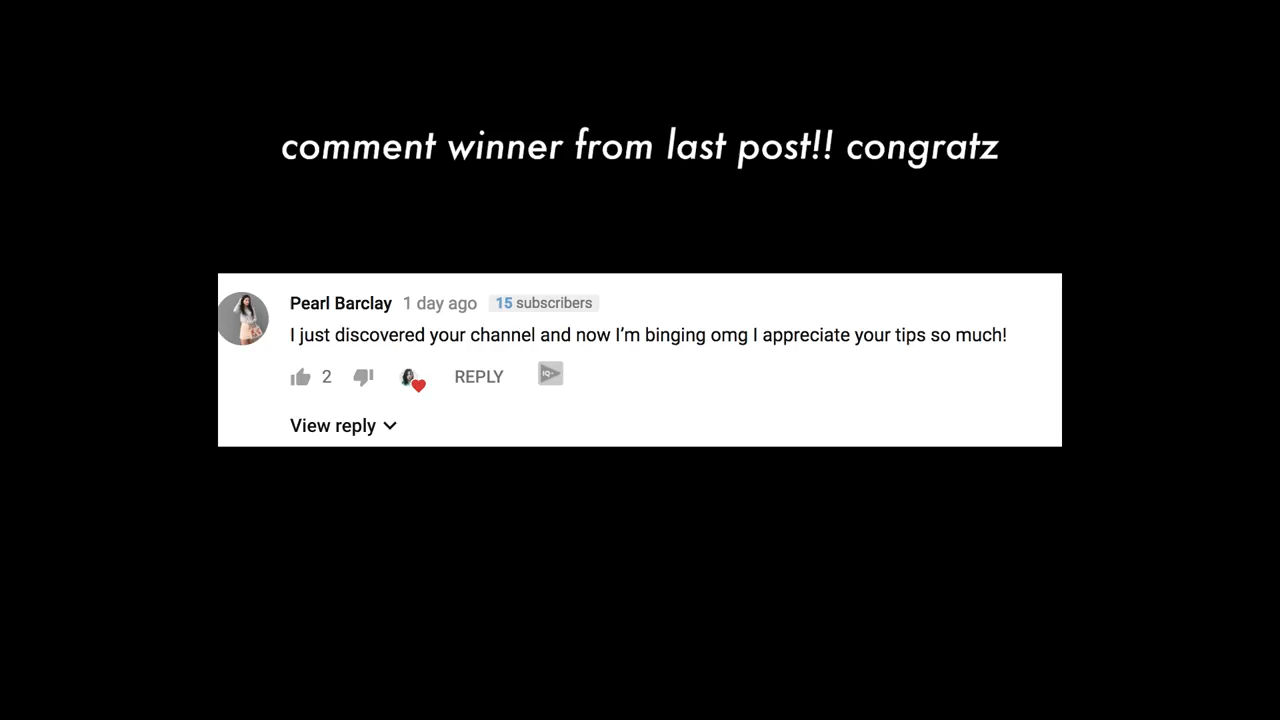 comment winner from last post!! congratz
Pearl Barclay 1 day ago 15 subscribers
I just discovered your channel and now I'm binging omg I appreciate your tips so much!
2 REPLY IQ
View reply